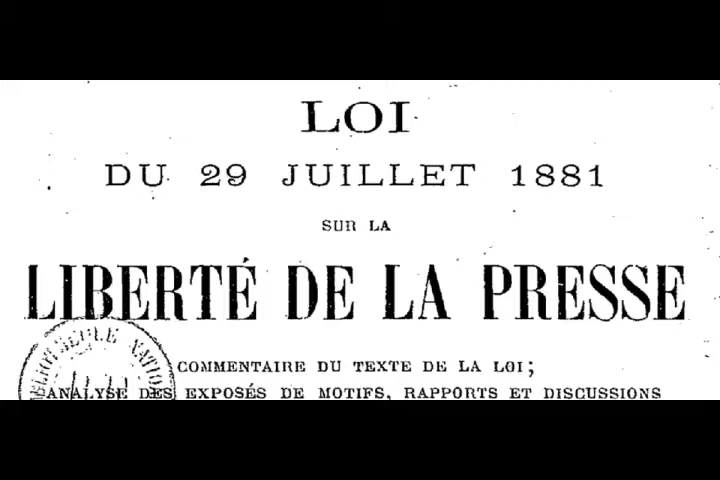 LOI
DU 29 JUILLET 1881
SUR LA
LIBERTÉ DE LA PRESSE
COMMENTAIRE DU TEXTE DE LA LOI;
ANALYSE DES EXPOSÉS DE MOTIFS, RAPPORTS ET DISCUSSIONS